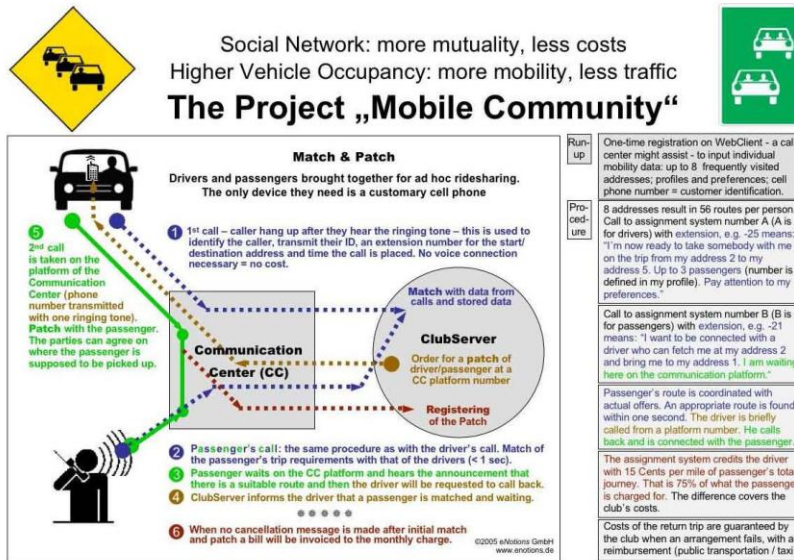 Social Network: more mutuality, less costs
Higher Vehicle Occupancy: more mobility, less traffic
The Project „Mobile Community“
Match & Patch
Drivers and passengers brought together for ad hoc ridesharing.
The only device they need is a customary cell phone
1 1st call – caller hang up after they hear the ringing tone – this is used to
identify the caller, transmit their ID, an extension number for the start/
destination address and time the call is placed. No voice connection
necessary = no cost.
5
2nd call
is taken on the
platform of the
Communication
Center (phone
number transmitted
with one ringing tone).
Patch with the passenger.
The parties can agree on
where the passenger is
supposed to be picked up.
Match with data from
calls and stored data
Communication
Center (CC)
ClubServer
Order for a patch of
driver/passenger at a
CC platform number
Registering
of the Patch
2 Passenger's call: the same procedure as with the driver's call. Match of
the passenger's trip requirements with that of the drivers (< 1 sec).
3 Passenger waits on the CC platform and hears the announcement that
there is a suitable route and then the driver will be requested to call back.
4 ClubServer informs the driver that a passenger is matched and waiting.
6 When no cancellation message is made after initial match
and patch a bill will be invoiced to the monthly charge.
©2005 eNotions GmbH
www.enotions.de
Run-
up
One-time registration on WebClient - a call
center might assist - to input individual
mobility data: up to 8 frequently visited
addresses; profiles and preferences; cell
phone number = customer identification.
Pro-
ced-
ure
8 addresses result in 56 routes per person.
Call to assignment system number A (A is
for drivers) with extension, e.g. -25 means:
"I'm now ready to take somebody with me
on the trip from my address 2 to my
address 5. Up to 3 passengers (number is
defined in my profile). Pay attention to my
preferences."
Call to assignment system number B (B is
for passengers) with extension, e.g. -21
means: "I want to be connected with a
driver who can fetch me at my address 2
and bring me to my address 1. I am waiting
here on the communication platform."
Passenger's route is coordinated with
actual offers. An appropriate route is found
within one second. The driver is briefly
called from a platform number. He calls
back and is connected with the passenger.
The assignment system credits the driver
with 15 Cents per mile of passenger's total
journey. That is 75% of what the passenger
is charged for. The difference covers the
club's costs.
Costs of the return trip are guaranteed by
the club when an arrangement fails, with a
reimbursement (public transportation / taxi